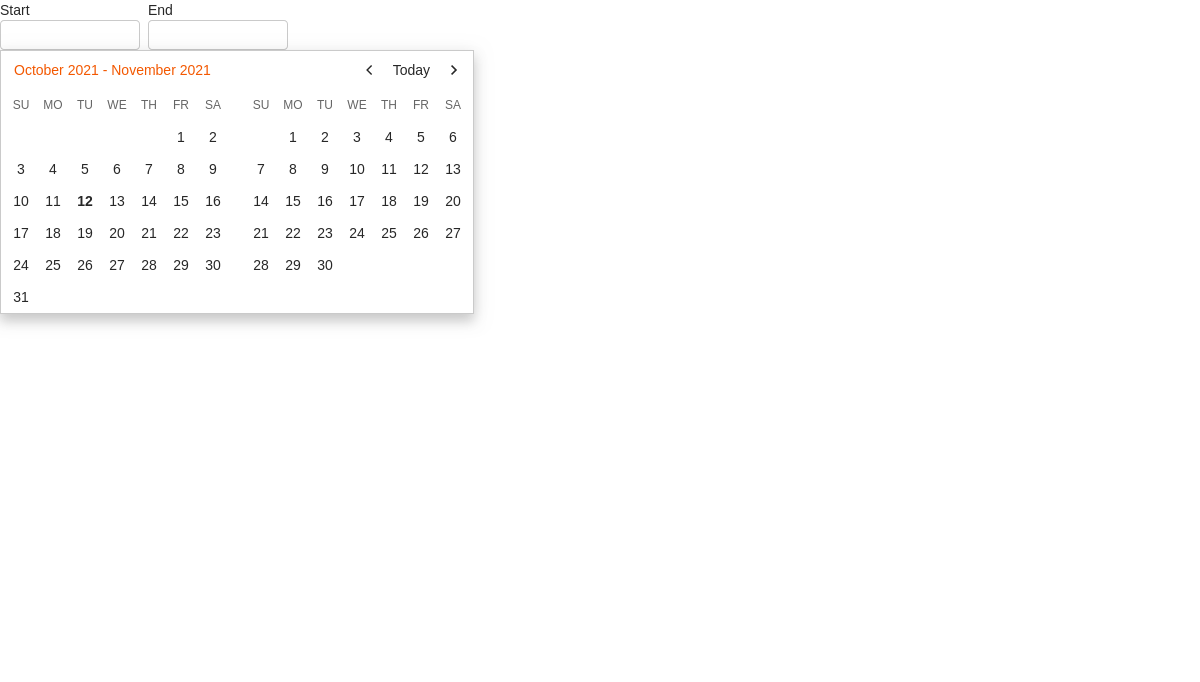 Start End
October 2021 - November 2021 Today
SU MO TU WE TH FR SA SU MO TU WE TH FR SA
1 2 1 2 3 4 5 6
3 4 5 6 7 8 9 7 8 9 10 11 12 13
10 11 12 13 14 15 16 14 15 16 17 18 19 20
17 18 19 20 21 22 23 21 22 23 24 25 26 27
24 25 26 27 28 29 30 28 29 30
31